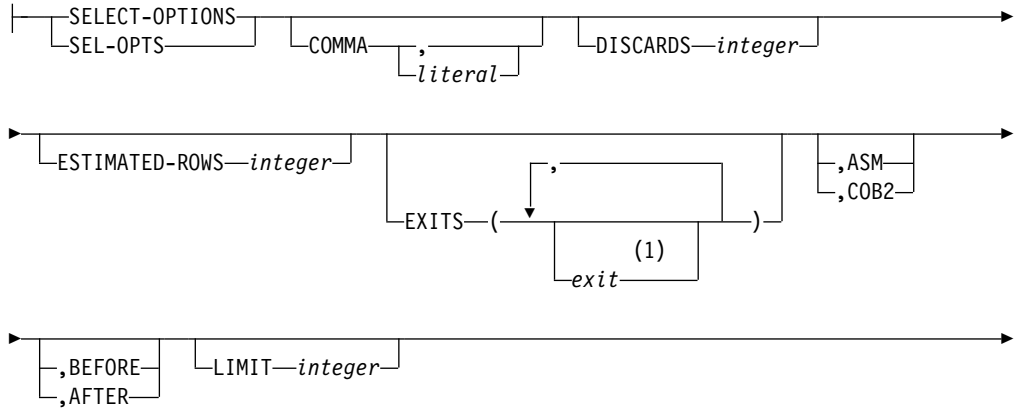 SELECT-OPTIONS
SEL-OPTS
COMMA , literal
DISCARDS integer
ESTIMATED-ROWS integer
EXITS ( , exit (1) )
,ASM
,COB2
,BEFORE
,AFTER
LIMIT integer